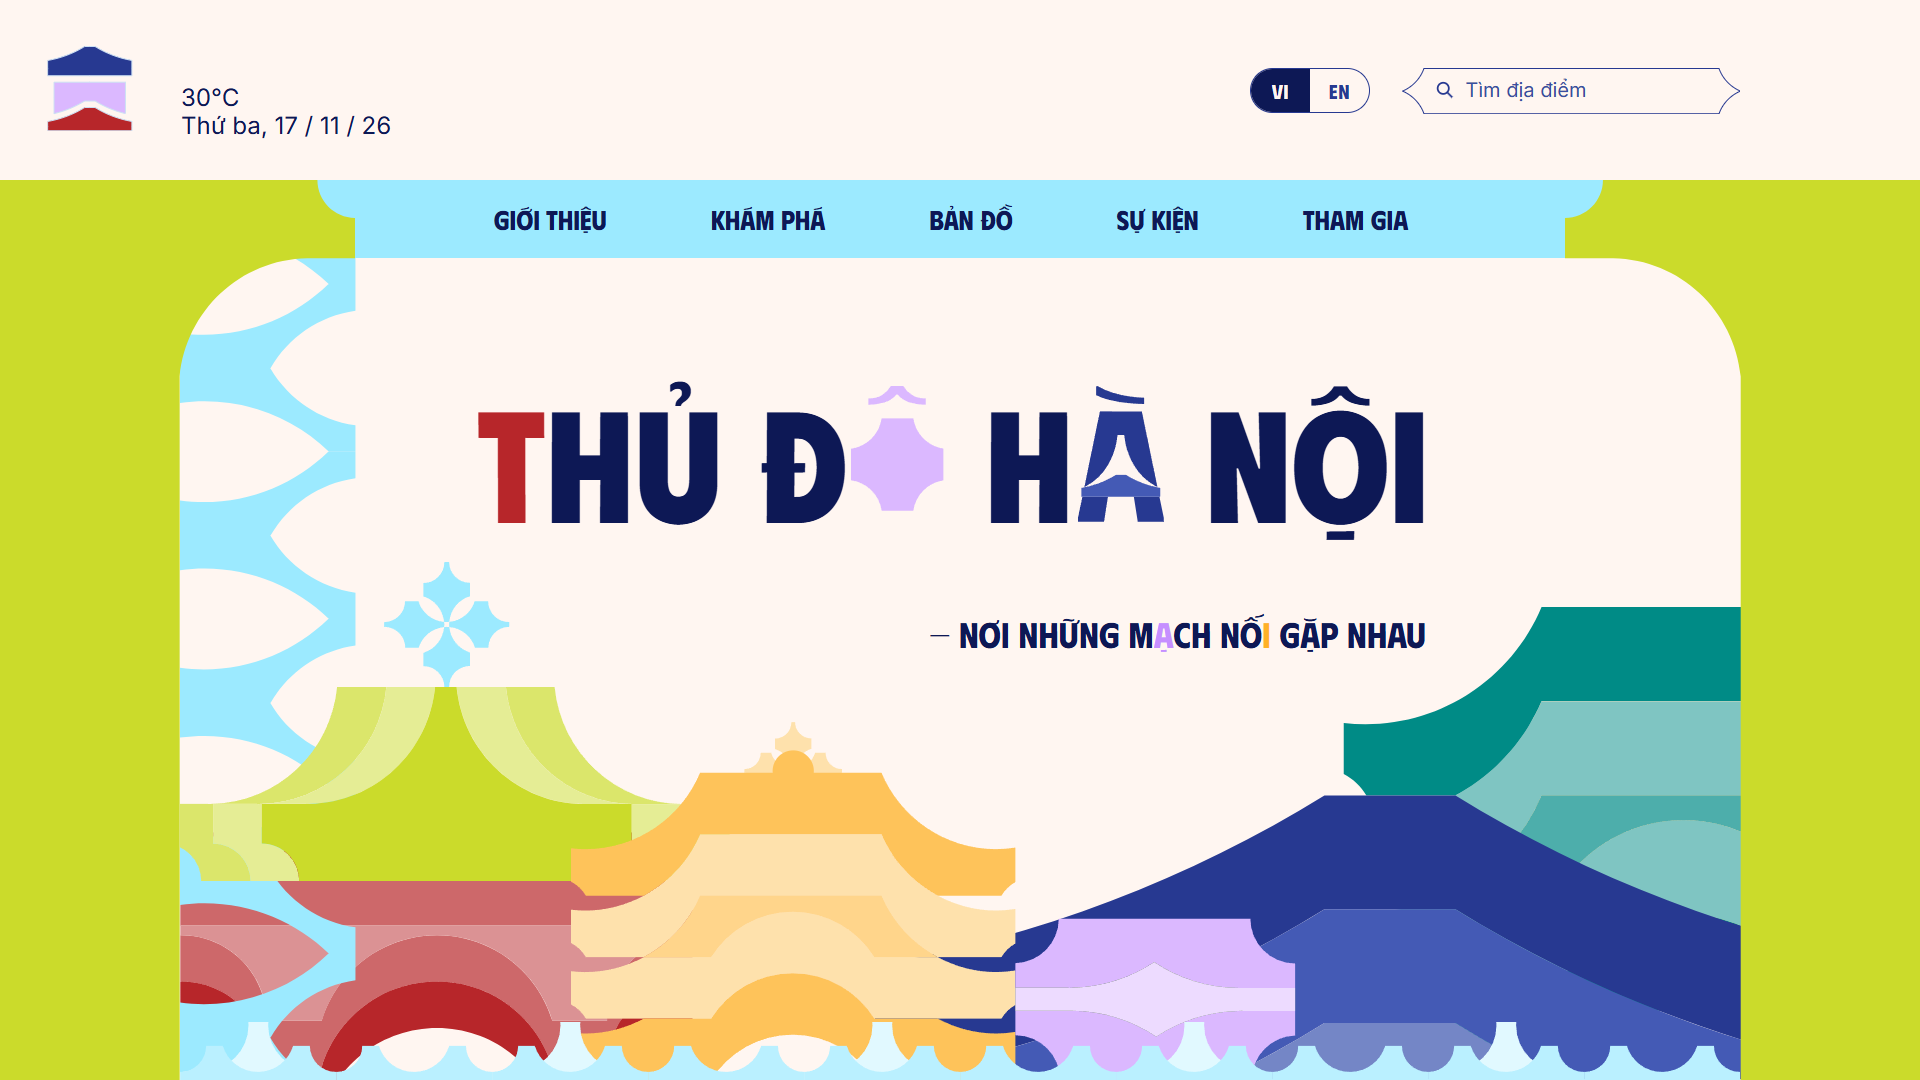 30°C
Thứ ba, 17 / 11 / 26
VI EN
Tìm địa điểm
GIỚI THIỆU KHÁM PHÁ BẢN ĐỒ SỰ KIỆN THAM GIA
THỦ ĐÔ HÀ NỘI
— NƠI NHỮNG MẠCH NỐI GẶP NHAU